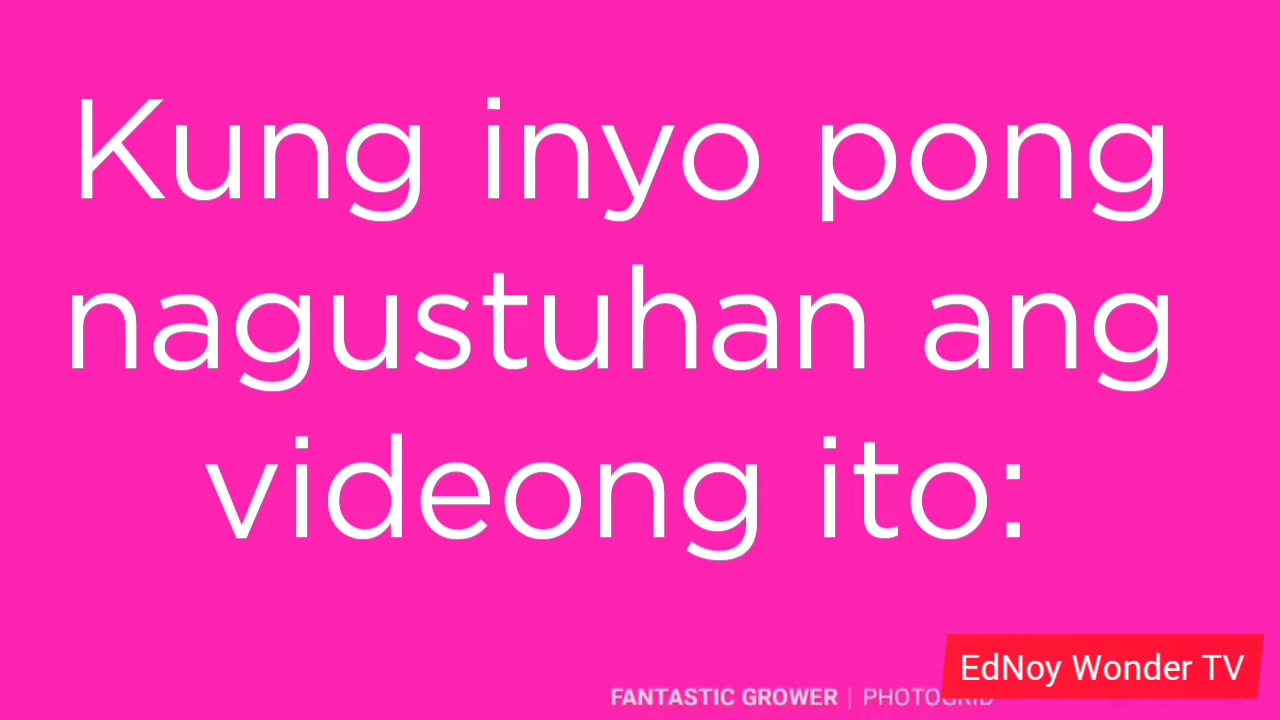 Kung inyo pong
nagustuhan ang
videong ito:
EdNoy Wonder TV
FANTASTIC GROWER | PHOTOGRID